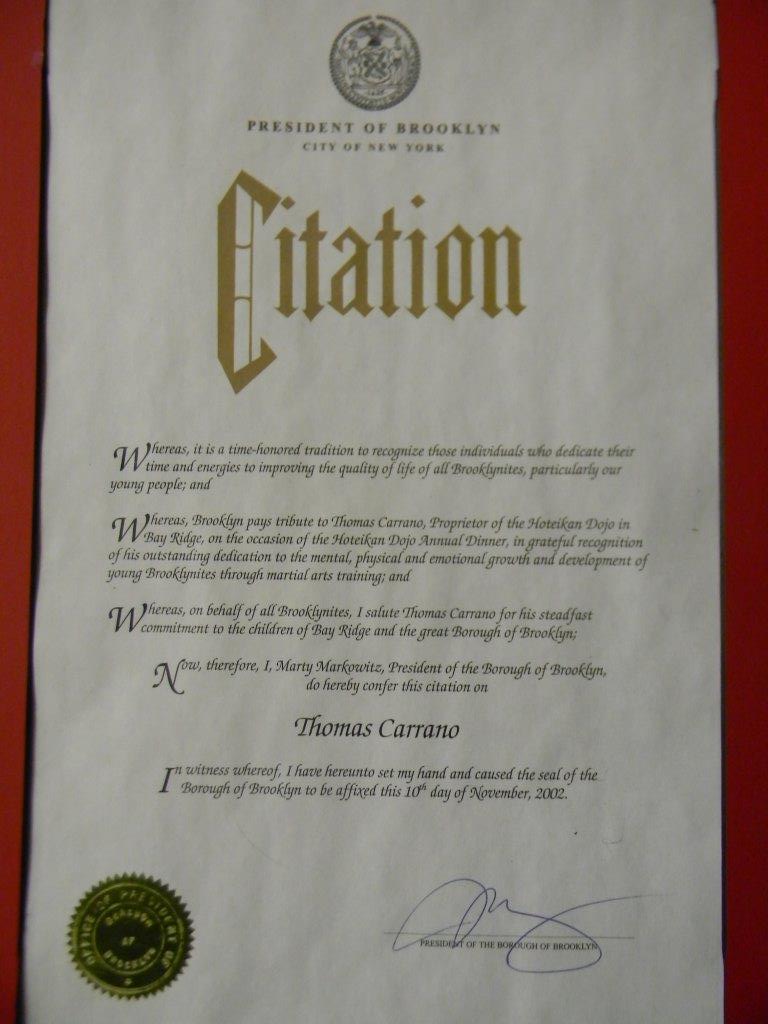 PRESIDENT OF BROOKLYN
CITY OF NEW YORK
Citation
Whereas, it is a time-honored tradition to recognize those individuals who dedicate their
time and energies to improving the quality of life of all Brooklynites, particularly our
young people; and
Whereas, Brooklyn pays tribute to Thomas Carrano, Proprietor of the Hoteikan Dojo in
Bay Ridge, on the occasion of the Hoteikan Dojo Annual Dinner, in grateful recognition
of his outstanding dedication to the mental, physical and emotional growth and development of
young Brooklynites through martial arts training; and
Whereas, on behalf of all Brooklynites, I salute Thomas Carrano for his steadfast
commitment to the children of Bay Ridge and the great Borough of Brooklyn;
Now, therefore, I, Marty Markowitz, President of the Borough of Brooklyn,
do hereby confer this citation on
Thomas Carrano
In witness whereof, I have hereunto set my hand and caused the seal of the
Borough of Brooklyn to be affixed this 10th day of November, 2002.
OFFICE OF PRESIDENT OF
BOROUGH
OF
BROOKLYN
PRESIDENT OF THE BOROUGH OF BROOKLYN